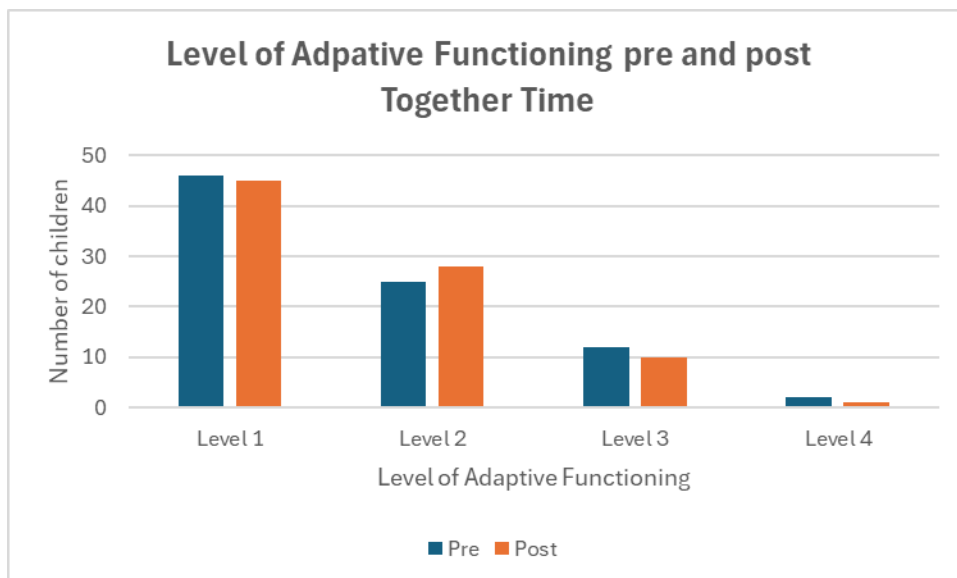 Level of Adpative Functioning pre and post
Together Time
50
40
30
20
10
0
Number of children
Level 1
Level 2
Level 3
Level 4
Level of Adaptive Functioning
Pre
Post